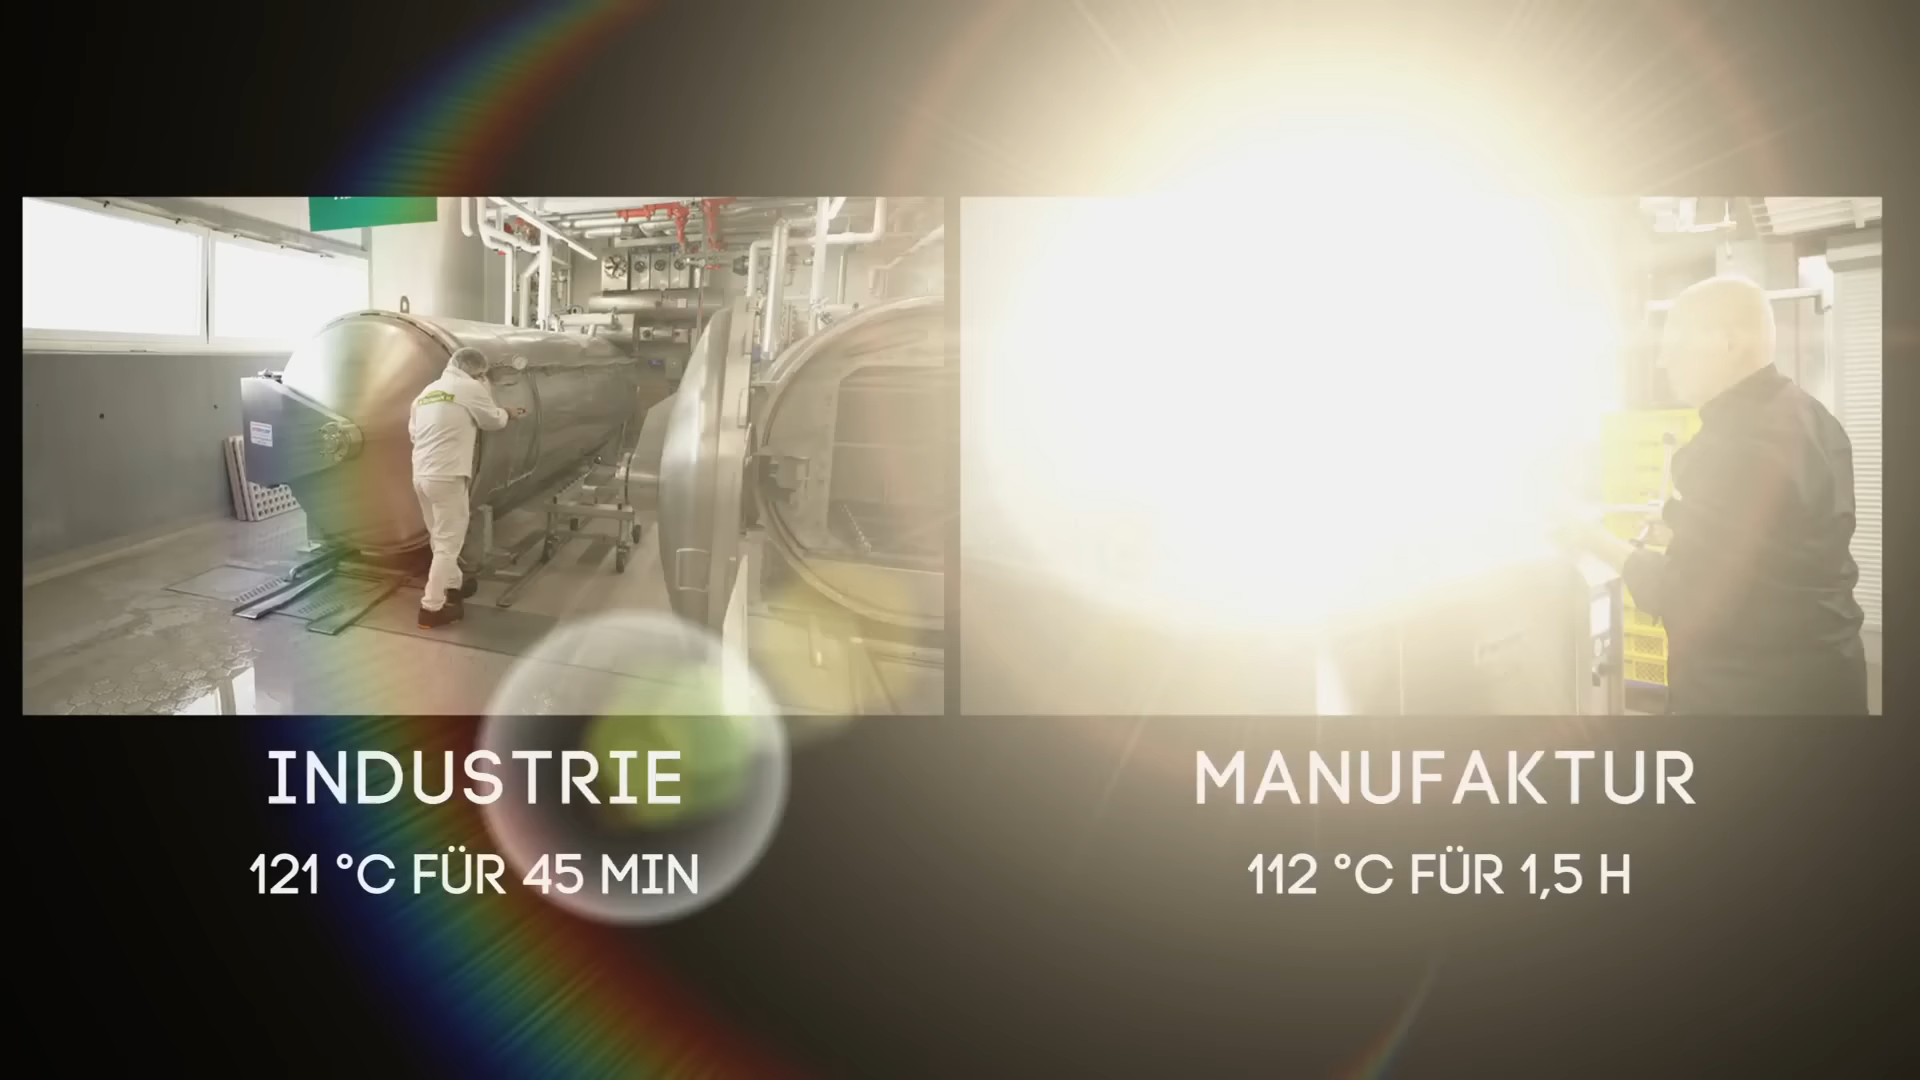 INDUSTRIE
121 °C FÜR 45 MIN
MANUFAKTUR
112 °C FÜR 1,5 H